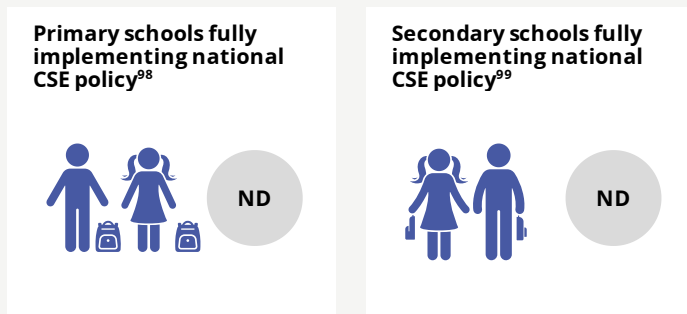 Primary schools fully
implementing national
CSE policy98
ND
Secondary schools fully
implementing national
CSE policy99
ND